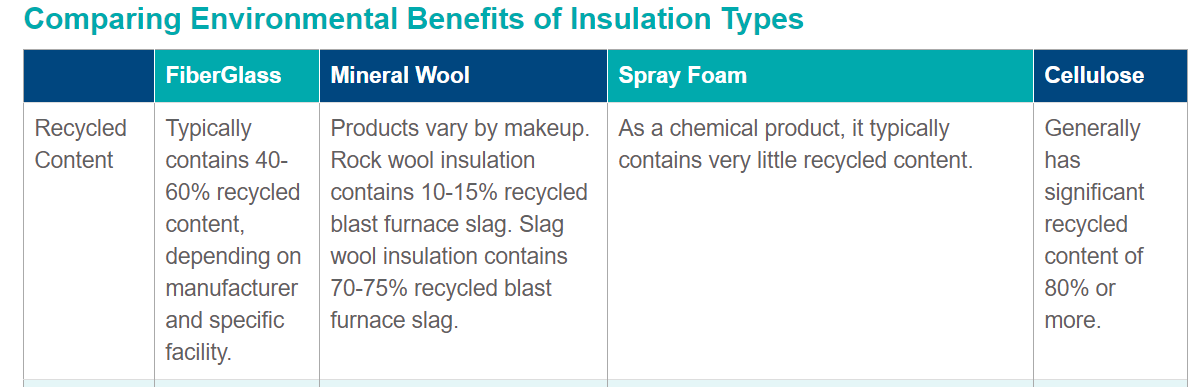 Comparing Environmental Benefits of Insulation Types
FiberGlass
Mineral Wool
Spray Foam
Cellulose
Recycled
Content
Typically
contains 40-
60% recycled
content,
depending on
manufacturer
and specific
facility.
Products vary by makeup.
Rock wool insulation
contains 10-15% recycled
blast furnace slag. Slag
wool insulation contains
70-75% recycled blast
furnace slag.
As a chemical product, it typically
contains very little recycled content.
Generally
has
significant
recycled
content of
80% or
more.